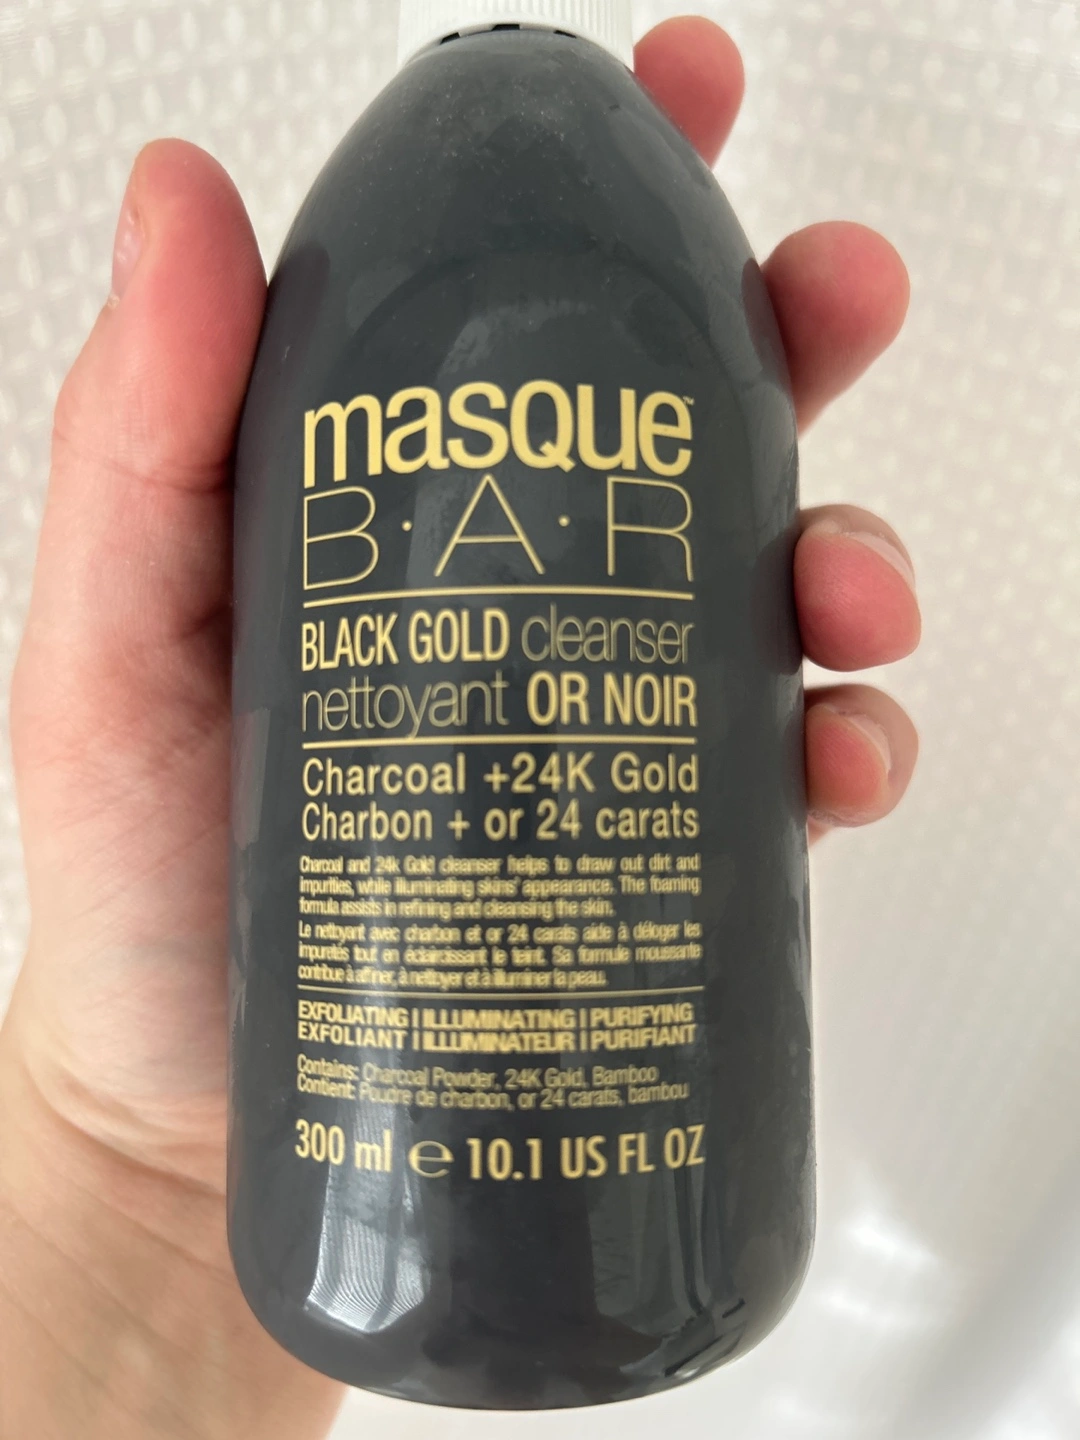 masQue™
B·A·R
BLACK GOLD cleanser
nettoyant OR NOIR
Charcoal +24K Gold
Charbon + or 24 carats
Charcoal and 24k Gold cleanser helps to draw out dirt and
impurities, while illuminating skins' appearance. The foaming
formula assists in refining and cleansing the skin.
Le nettoyant avec charbon et or 24 carats aide à déloger les
impuretés tout en éclaircissant le teint. Sa formule moussante
contribue à affiner, à nettoyer et à illuminer la peau.
EXFOLIATING | ILLUMINATING | PURIFYING
EXFOLIANT | ILLUMINATEUR | PURIFIANT
Contains: Charcoal Powder, 24K Gold, Bamboo
Contient: Poudre de charbon, or 24 carats, bambou
300 ml ℮ 10.1 US FL OZ